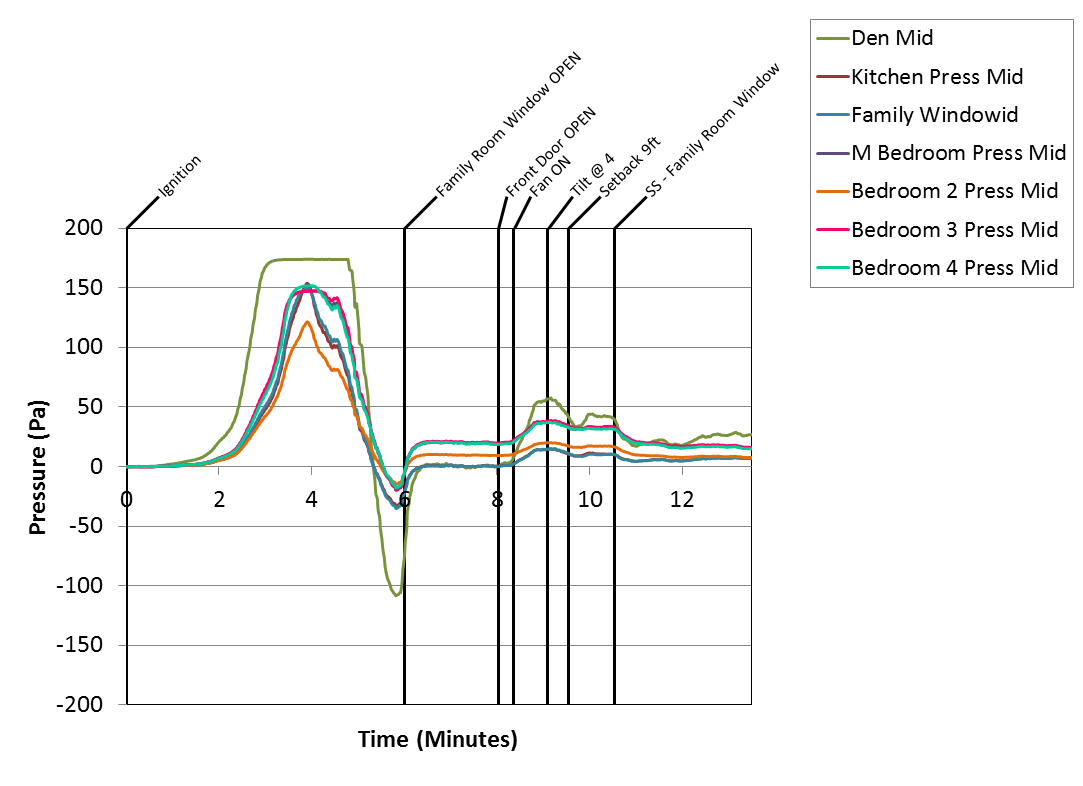 Ignition
Family Room Window OPEN
Front Door OPEN
Fan ON
Tilt @ 4
Setback 9ft
SS - Family Room Window
Den Mid
Kitchen Press Mid
Family Windowid
M Bedroom Press Mid
Bedroom 2 Press Mid
Bedroom 3 Press Mid
Bedroom 4 Press Mid
200
150
100
50
0
-50
-100
-150
-200
0 2 4 6 8 10 12
Pressure (Pa)
Time (Minutes)